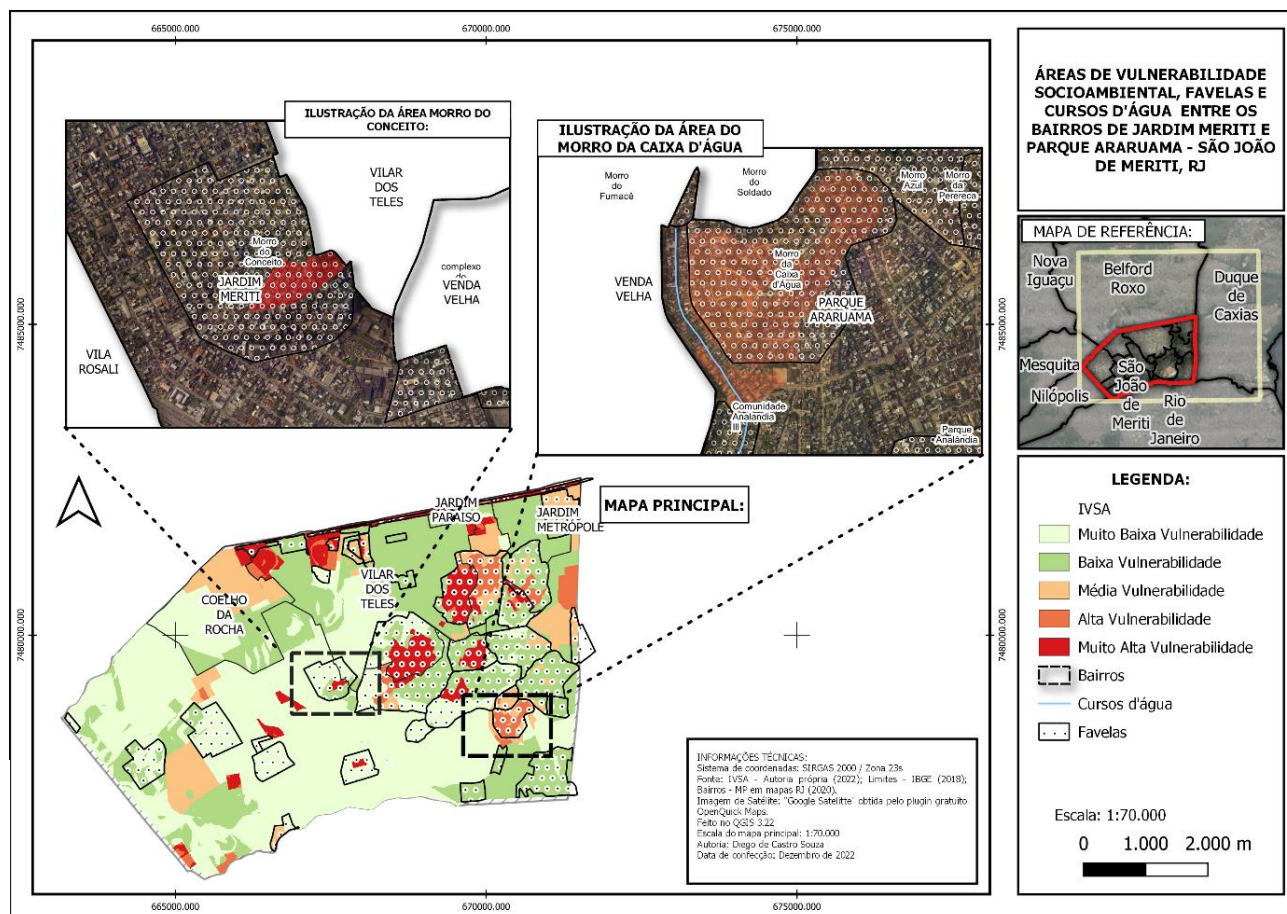 665000.000
670000.000
675000.000
7485000.000
7480000.000
ILUSTRAÇÃO DA ÁREA MORRO DO
CONCEITO:
VILAR
DOS
TELES
Morro
do
Conceito
JARDIM
MERITI
complexo
VENDA
VELHA
VILA
ROSALI
ILUSTRAÇÃO DA ÁREA DO
MORRO DA CAIXA D'ÁGUA
Morro
do
Fumacê
Morro
do
Soldado
Morro
Azul
Morro
da
Perereca
VENDA
VELHA
Morro
da
Caixa
d'Água
PARQUE
ARARUAMA
Comunidade
Analândia
III
Parque
Analândia
7485000.000
7480000.000
MAPA PRINCIPAL:
JARDIM
PARAISO
JARDIM
METRÓPOLE
VILAR
DOS
TELES
COELHO
DA
ROCHA
INFORMAÇÕES TÉCNICAS:
Sistema de coordenadas: SIRGAS 2000 / Zona 23s
Fonte: IVSA - Autoria própria (2022); Limites - IBGE (2018);
Bairros - MP em mapas RJ (2020).
Imagem de Satélite: "Google Satelitte" obtida pelo plugin gratuito
OpenQuick Maps.
Feito no QGIS 3.22
Escala do mapa principal: 1:70.000
Autoria: Diego de Castro Souza
Data de confecção: Dezembro de 2022
665000.000
670000.000
675000.000
ÁREAS DE VULNERABILIDADE
SOCIOAMBIENTAL, FAVELAS E
CURSOS D'ÁGUA ENTRE OS
BAIRROS DE JARDIM MERITI E
PARQUE ARARUAMA - SÃO JOÃO
DE MERITI, RJ
MAPA DE REFERÊNCIA:
Nova
Iguaçu
Belford
Roxo
Duque
de
Caxias
Mesquita
Nilópolis
São
João
de
Meriti
Rio
de
Janeiro
LEGENDA:
IVSA
Muito Baixa Vulnerabilidade
Baixa Vulnerabilidade
Média Vulnerabilidade
Alta Vulnerabilidade
Muito Alta Vulnerabilidade
Bairros
Cursos d'água
Favelas
Escala: 1:70.000
0 1.000 2.000 m